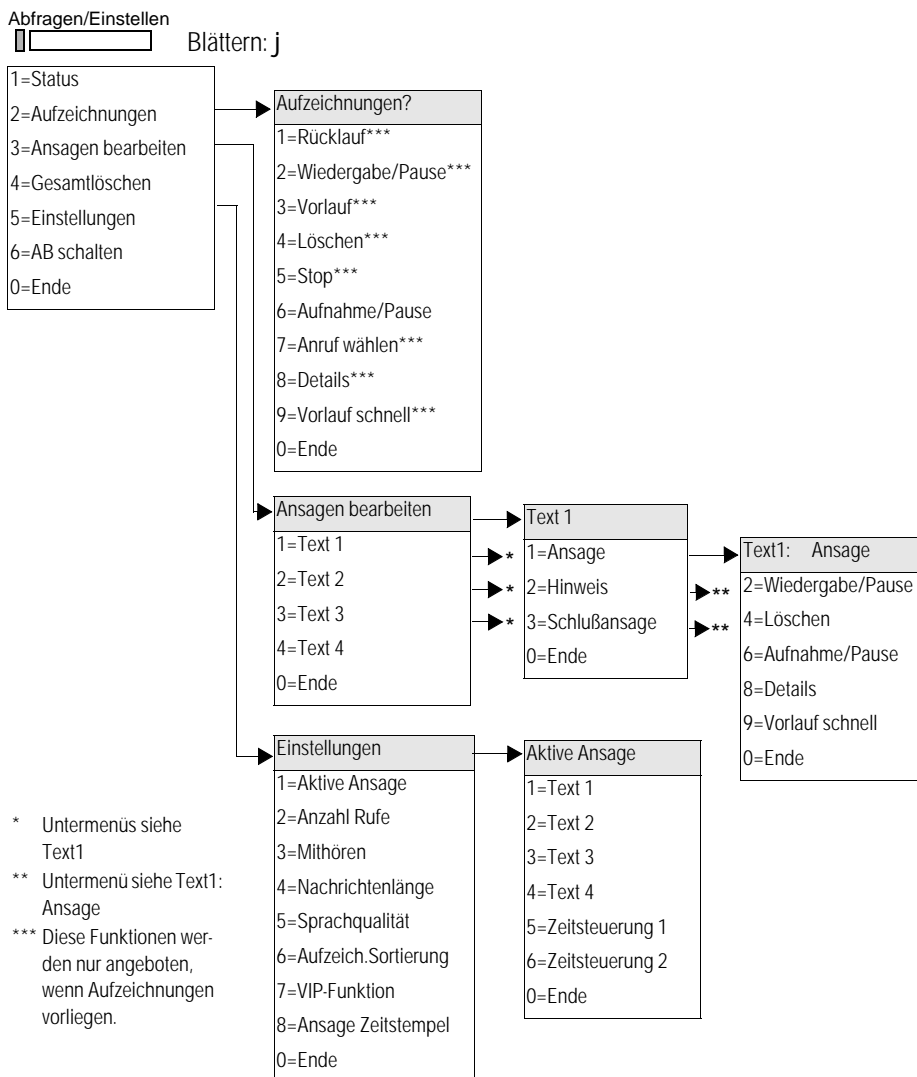 Abfragen/Einstellen
Blättern: j
1=Status
2=Aufzeichnungen
3=Ansagen bearbeiten
4=Gesamtlöschen
5=Einstellungen
6=AB schalten
0=Ende
Aufzeichnungen?
1=Rücklauf***
2=Wiedergabe/Pause***
3=Vorlauf***
4=Löschen***
5=Stop***
6=Aufnahme/Pause
7=Anruf wählen***
8=Details***
9=Vorlauf schnell***
0=Ende
Ansagen bearbeiten
1=Text 1
2=Text 2
3=Text 3
4=Text 4
0=Ende
*
*
*
Text 1
1=Ansage
2=Hinweis
3=Schlußansage
0=Ende
**
**
Text1: Ansage
2=Wiedergabe/Pause
4=Löschen
6=Aufnahme/Pause
8=Details
9=Vorlauf schnell
0=Ende
Einstellungen
1=Aktive Ansage
2=Anzahl Rufe
3=Mithören
4=Nachrichtenlänge
5=Sprachqualität
6=Aufzeich.Sortierung
7=VIP-Funktion
8=Ansage Zeitstempel
0=Ende
Aktive Ansage
1=Text 1
2=Text 2
3=Text 3
4=Text 4
5=Zeitsteuerung 1
6=Zeitsteuerung 2
0=Ende
* Untermenüs siehe
Text1
** Untermenü siehe Text1:
Ansage
*** Diese Funktionen wer-
den nur angeboten,
wenn Aufzeichnungen
vorliegen.